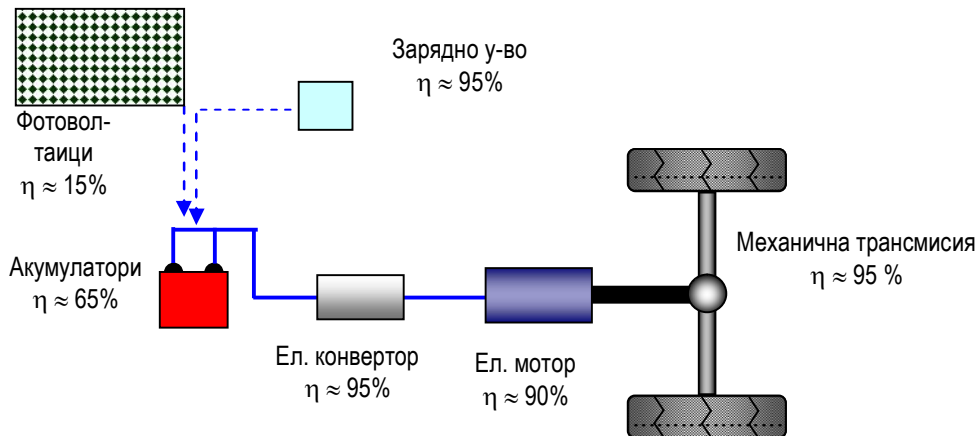 Зарядно у-во
η ≈ 95%
Фотовол-
таици
η ≈ 15%
Механична трансмисия
η ≈ 95 %
Акумулатори
η ≈ 65%
Ел. конвертор
η ≈ 95%
Ел. мотор
η ≈ 90%